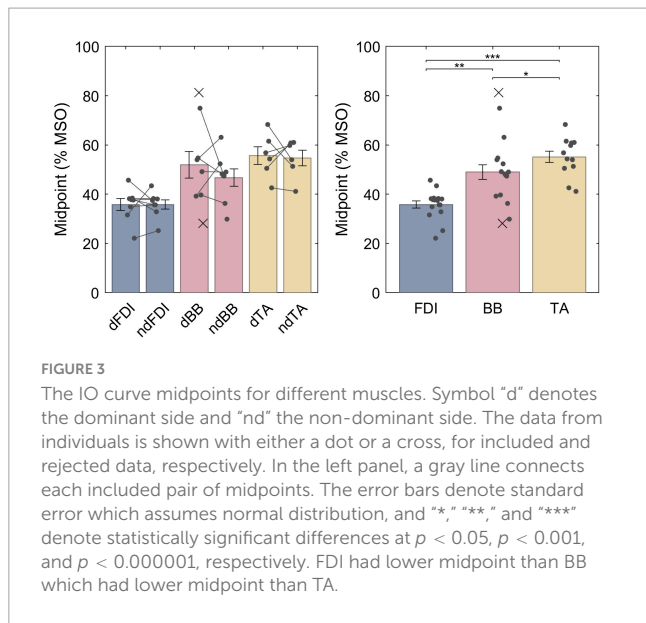 100
80
60
40
20
0
Midpoint (% MSO)
dFDI
ndFDI
dBB
ndBB
dTA
ndTA
100
80
60
40
20
0
Midpoint (% MSO)
***
**
*
FDI
BB
TA
FIGURE 3
The IO curve midpoints for different muscles. Symbol “d” denotes
the dominant side and “nd” the non-dominant side. The data from
individuals is shown with either a dot or a cross, for included and
rejected data, respectively. In the left panel, a gray line connects
each included pair of midpoints. The error bars denote standard
error which assumes normal distribution, and “*,” “**,” and “***”
denote statistically significant differences at p < 0.05, p < 0.001,
and p < 0.000001, respectively. FDI had lower midpoint than BB
which had lower midpoint than TA.